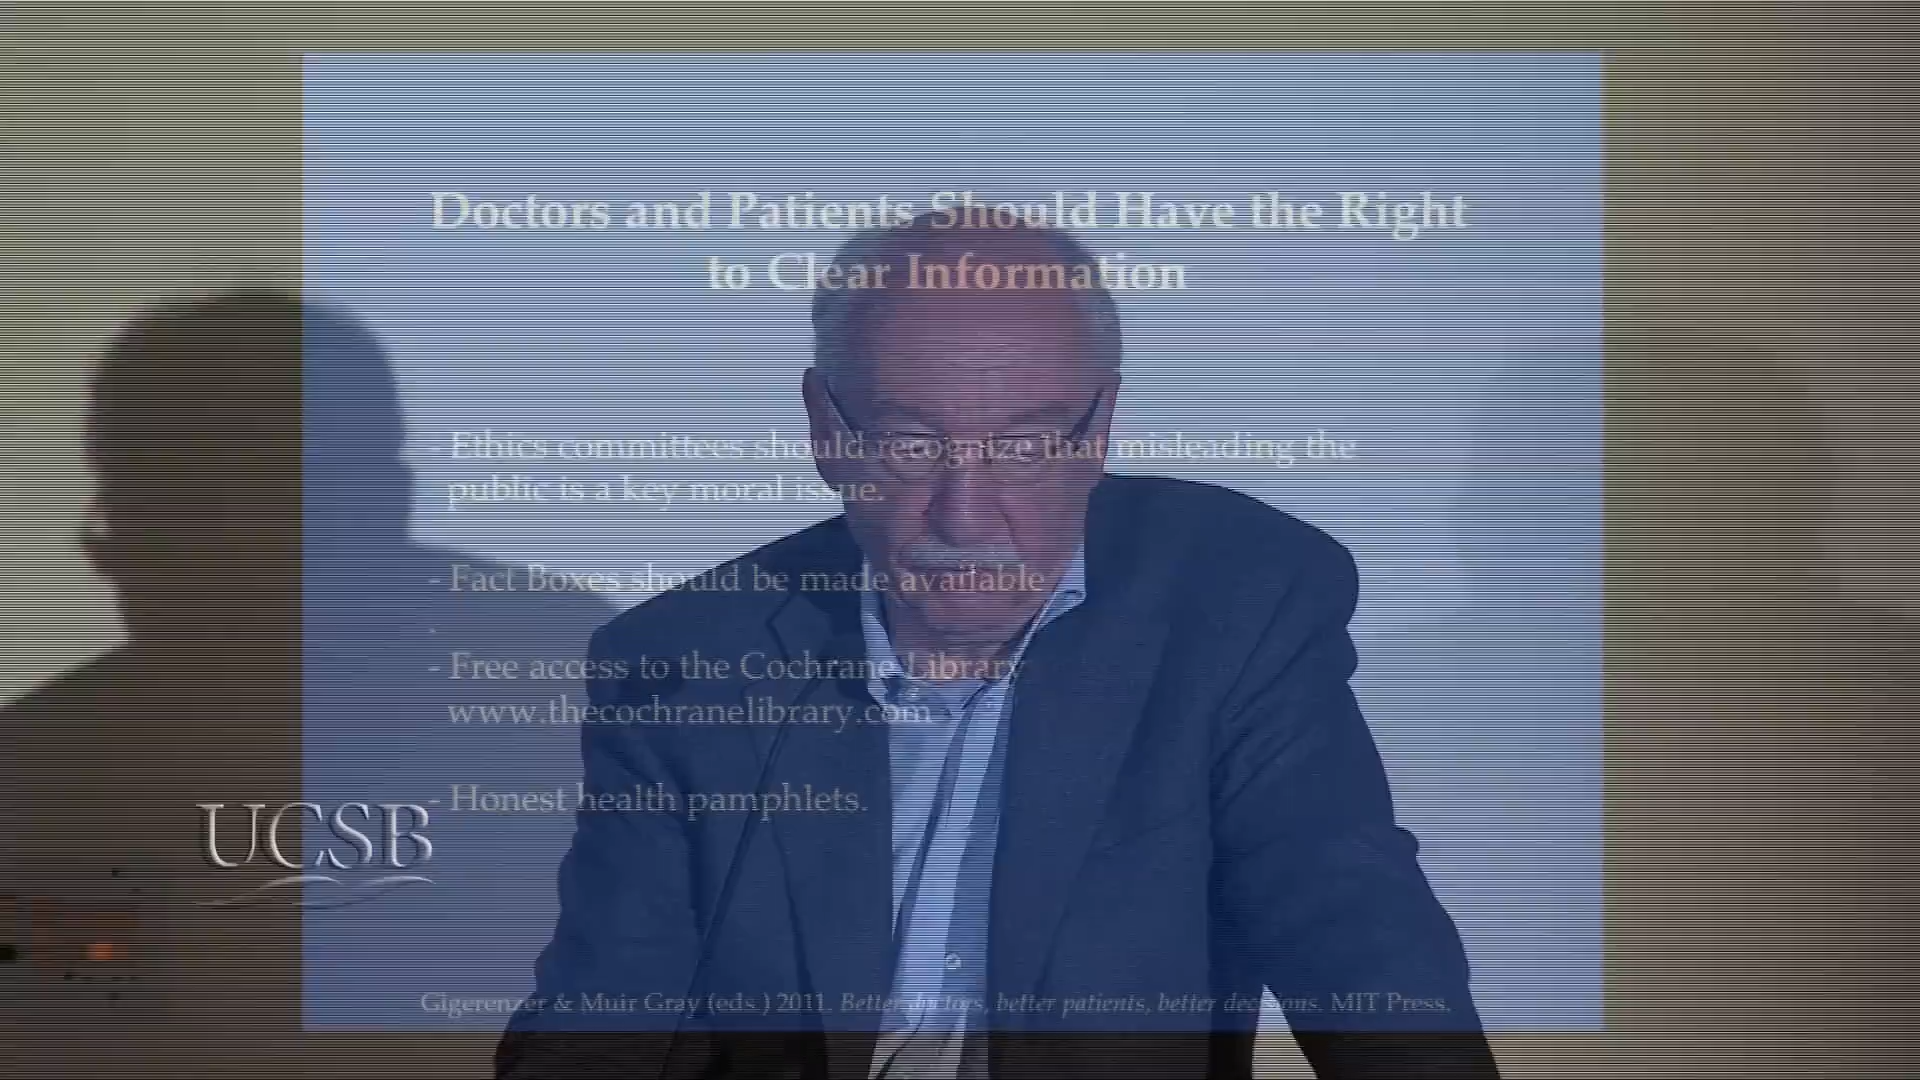 Doctors and Patients Should Have the Right
to Clear Information
- Ethics committees should recognize that misleading the
public is a key moral issue.
- Fact Boxes should be made available
- Free access to the Cochrane Library
www.thecochranelibrary.com
- Honest health pamphlets.
UCSB
Gigerenzer & Muir Gray (eds.) 2011. Better doctors, better patients, better decisions. MIT Press.